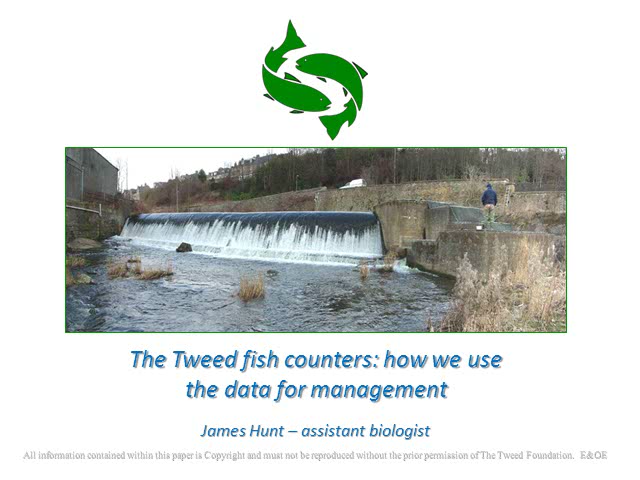 The Tweed fish counters: how we use
the data for management
James Hunt – assistant biologist
All information contained within this paper is Copyright and must not be reproduced without the prior permission of The Tweed Foundation. E&OE